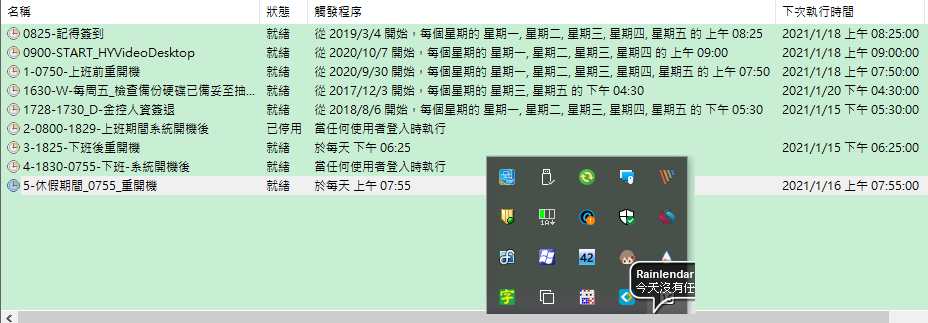 名稱 狀態 觸發程序 下次執行時間
0825-記得簽到 就緒 從 2019/3/4 開始，每個星期的 星期一, 星期二, 星期三, 星期四, 星期五 的 上午 08:25 2021/1/18 上午 08:25:00
0900-START_HYVideoDesktop 就緒 從 2020/10/7 開始，每個星期的 星期一, 星期二, 星期三, 星期四, 星期五 的 上午 09:00 2021/1/18 上午 09:00:00
1-0750-上班前重開機 就緒 從 2020/9/30 開始，每個星期的 星期一, 星期二, 星期三, 星期四, 星期五 的 上午 07:50 2021/1/18 上午 07:50:00
1630-W-每周五_檢查備份硬碟已備妥至抽... 就緒 從 2017/12/3 開始，每個星期的 星期三, 星期五 的 下午 04:30 2021/1/20 下午 04:30:00
1728-1730_D-金控人資簽退 就緒 從 2018/8/6 開始，每個星期的 星期一, 星期二, 星期三, 星期四, 星期五 的 下午 05:30 2021/1/15 下午 05:30:00
2-0800-1829-上班期間系統開機後 已停用 當任何使用者登入時執行
3-1825-下班後重開機 就緒 於每天 下午 06:25 2021/1/15 下午 06:25:00
4-1830-0755-下班-系統開機後 就緒 當任何使用者登入時執行
5-休假期間_0755_重開機 就緒 於每天 上午 07:55 2021/1/16 上午 07:55:00
1A
42
Rainlendar
今天沒有任
字